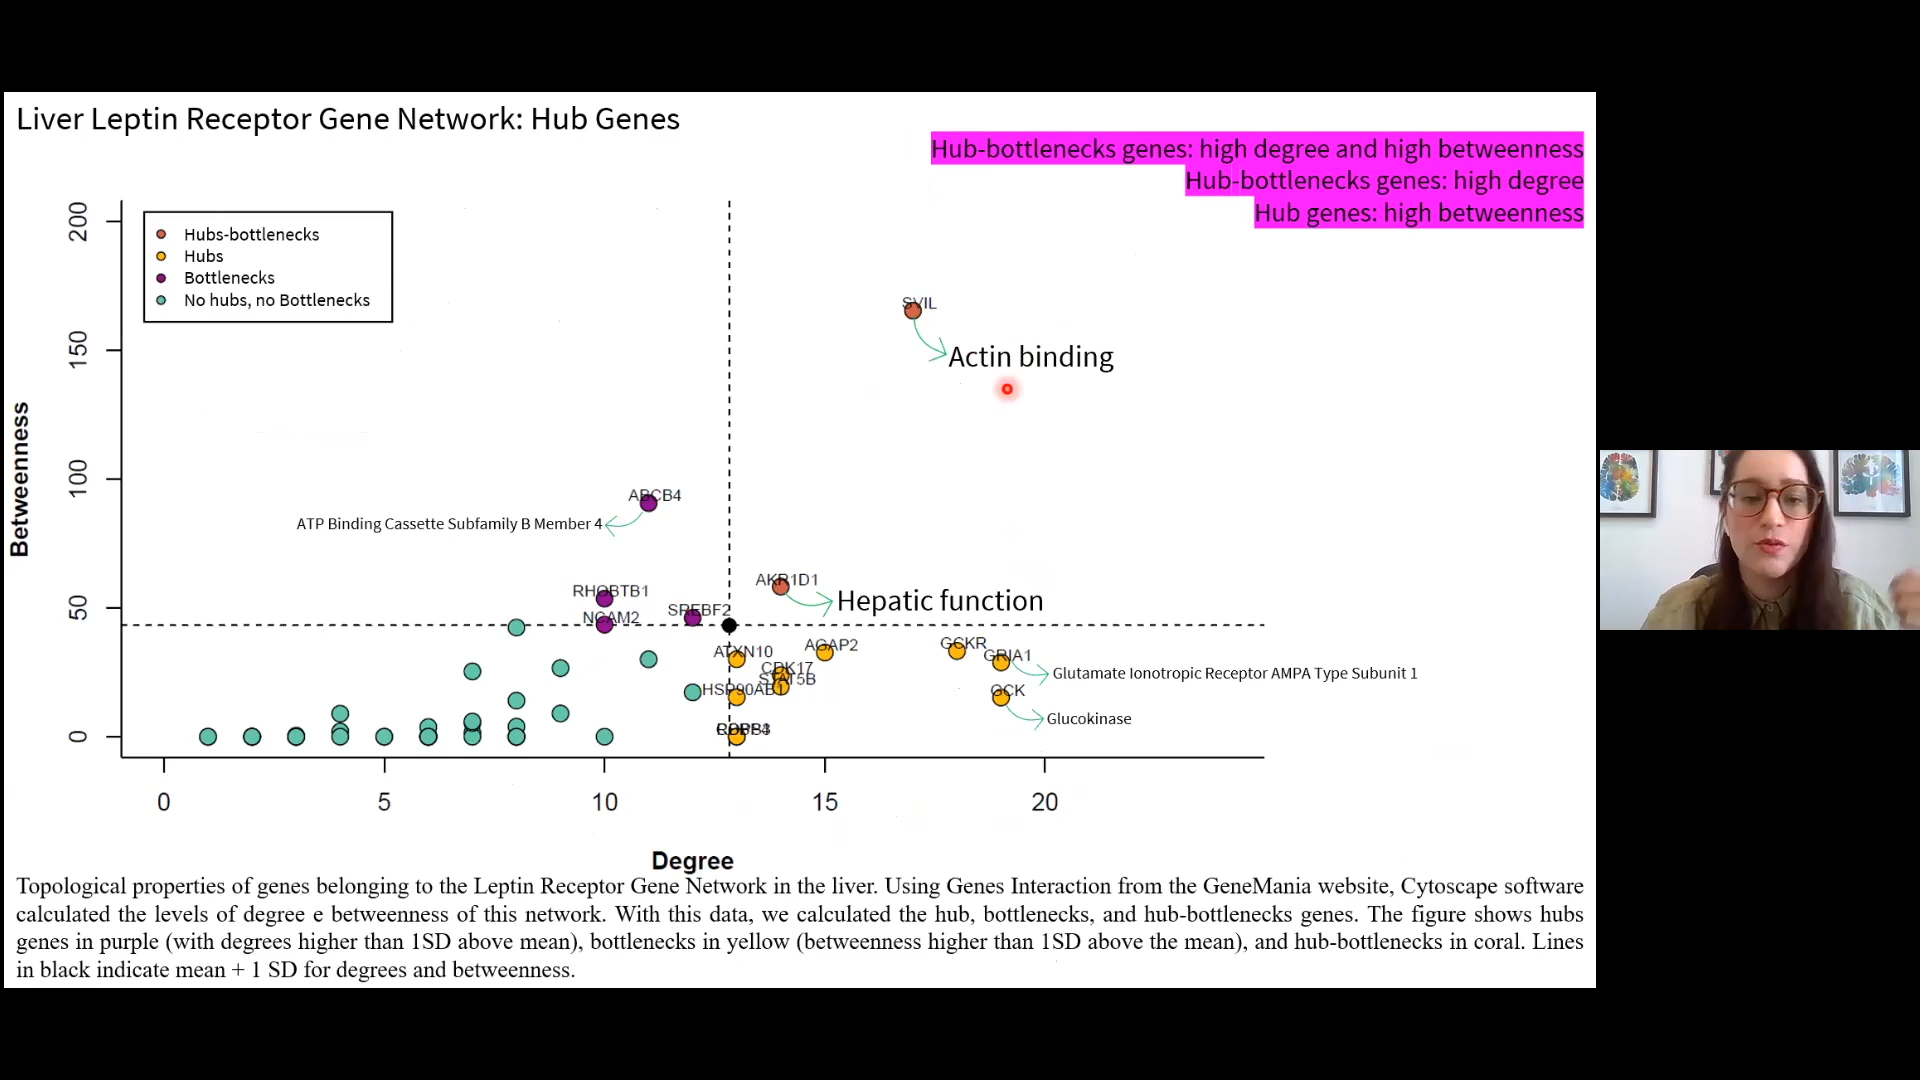 Liver Leptin Receptor Gene Network: Hub Genes
Hub-bottlenecks genes: high degree and high betweenness
Hub-bottlenecks genes: high degree
Hub genes: high betweenness
Hubs-bottlenecks
Hubs
Bottlenecks
No hubs, no Bottlenecks
200
150
100
50
0
Betweenness
SVIL
Actin binding
ABCB4
ATP Binding Cassette Subfamily B Member 4
RHOBTB1
AKR1D1
Hepatic function
SREBF2
NCAM2
ATXN10
AGAP2
GCKR
GRIA1
Glutamate Ionotropic Receptor AMPA Type Subunit 1
CDK17
STAT5B
HSP90AB1
GCK
Glucokinase
0
5
10
15
20
Degree
Topological properties of genes belonging to the Leptin Receptor Gene Network in the liver. Using Genes Interaction from the GeneMania website, Cytoscape software
calculated the levels of degree e betweenness of this network. With this data, we calculated the hub, bottlenecks, and hub-bottlenecks genes. The figure shows hubs
genes in purple (with degrees higher than 1SD above mean), bottlenecks in yellow (betweenness higher than 1SD above the mean), and hub-bottlenecks in coral. Lines
in black indicate mean + 1 SD for degrees and betweenness.